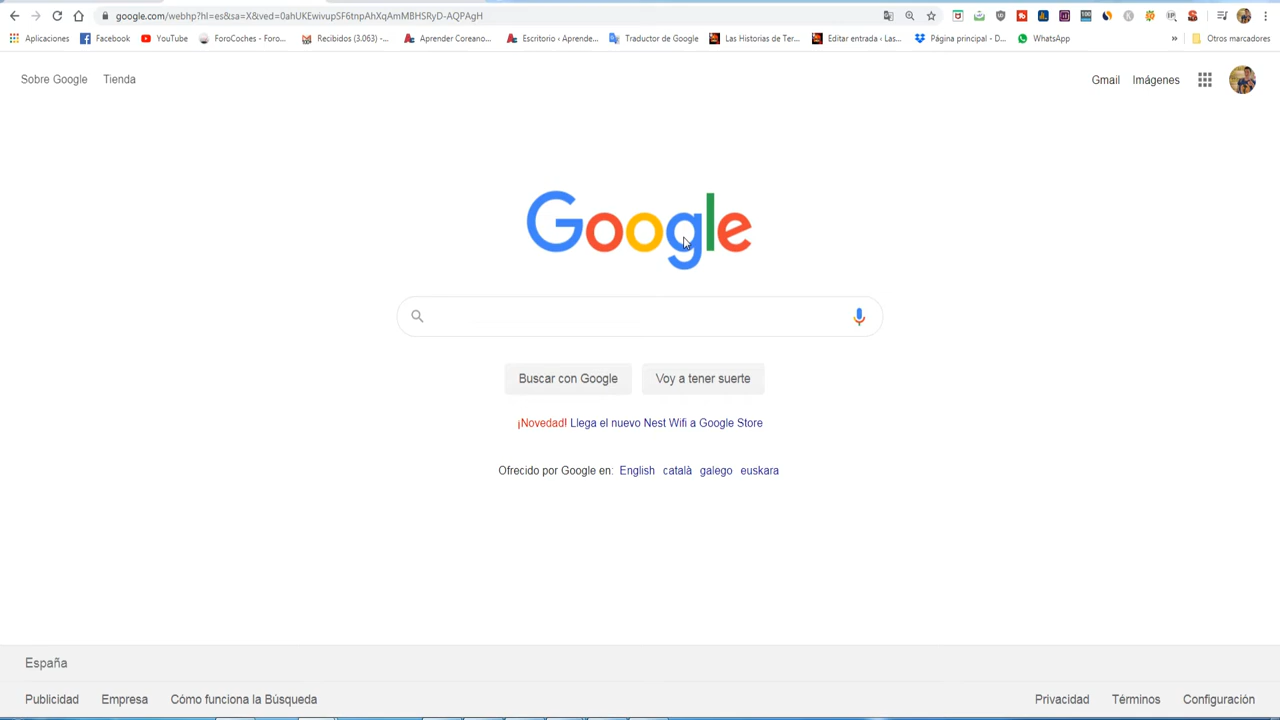 google.com/webhp?hl=es&sa=X&ved=0ahUKEwivupSF6tnpAhXqAmMBHSRyD-AQPAgH
Aplicaciones Facebook YouTube ForoCoches - Foro... Recibidos (3.063) -... Aprender Coreano... Escritorio ‹ Aprende... Traductor de Google Las Historias de Ter... Editar entrada ‹ Las... Página principal - D... WhatsApp » Otros marcadores
Sobre Google Tienda Gmail Imágenes
Google
Buscar con Google Voy a tener suerte
¡Novedad! Llega el nuevo Nest Wifi a Google Store
Ofrecido por Google en: English català galego euskara
España
Publicidad Empresa Cómo funciona la Búsqueda Privacidad Términos Configuración